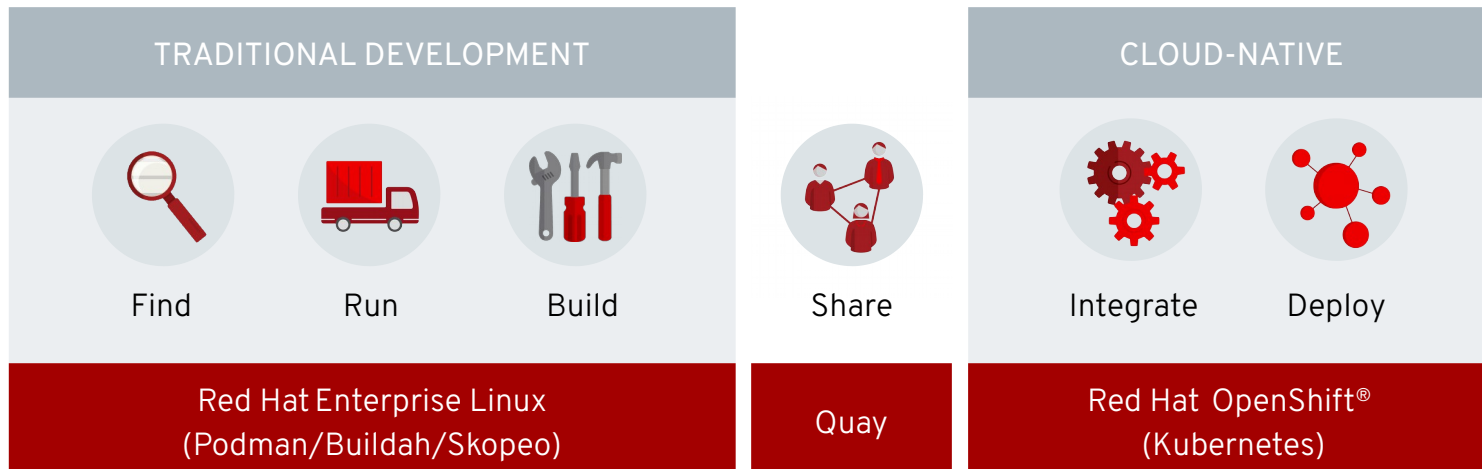 TRADITIONAL DEVELOPMENT
CLOUD-NATIVE
Find
Run
Build
Share
Integrate
Deploy
Red Hat Enterprise Linux
(Podman/Buildah/Skopeo)
Quay
Red Hat OpenShift®
(Kubernetes)